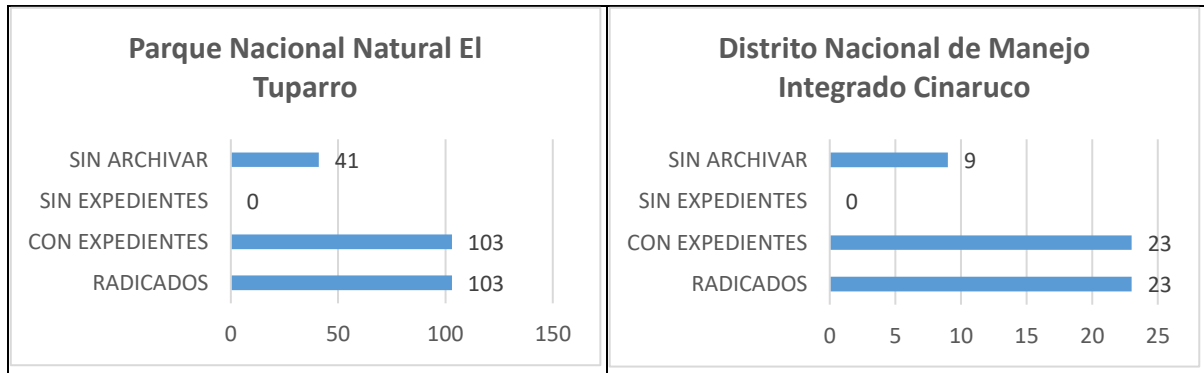 Parque Nacional Natural El
Tuparro
SIN ARCHIVAR 41
SIN EXPEDIENTES 0
CON EXPEDIENTES 103
RADICADOS 103
0 50 100 150
Distrito Nacional de Manejo
Integrado Cinaruco
SIN ARCHIVAR 9
SIN EXPEDIENTES 0
CON EXPEDIENTES 23
RADICADOS 23
0 5 10 15 20 25